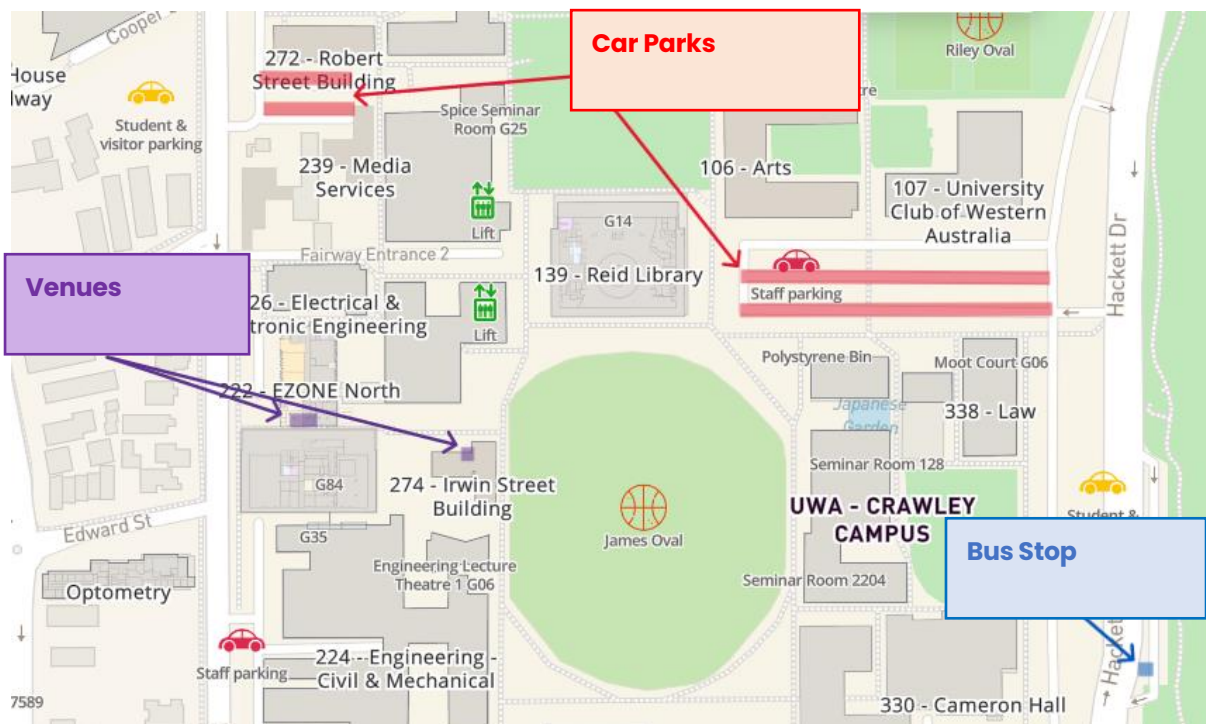 Cooper
Car Parks
Riley Oval
272 - Robert
Street Building
House
way
Student &
visitor parking
Spice Seminar
Room G25
239 - Media
Services
106 - Arts
107 - University
Club of Western
Australia
Lift
G14
Fairway Entrance 2
139 - Reid Library
Staff parking
Hackett Dr
Venues
26 - Electrical &
tronic Engineering
Lift
Polystyrene Bin
Moot Court G06
222 - EZONE North
Japanese
Garden
338 - Law
Seminar Room 128
G84
274 - Irwin Street
Building
UWA - CRAWLEY
CAMPUS
Student &
Edward St
G35
James Oval
Bus Stop
Engineering Lecture
Theatre 1 G06
Seminar Room 2204
Optometry
Hacket
Staff parking
224 - Engineering -
Civil & Mechanical
7589
330 - Cameron Hall